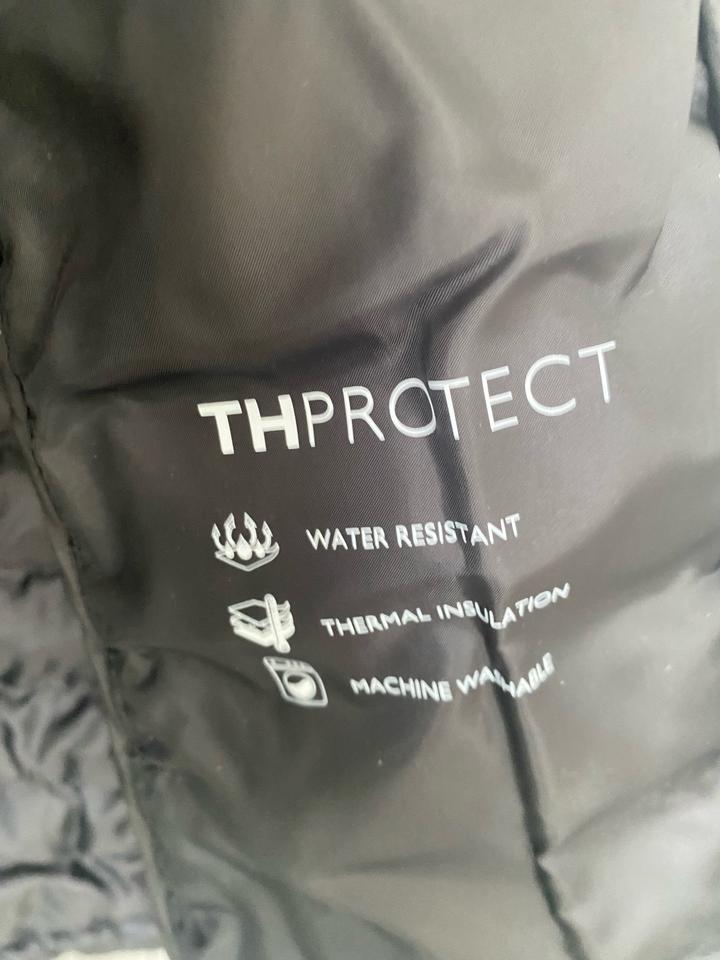 THPROTECT
WATER RESISTANT
THERMAL INSULATION
MACHINE WASHABLE